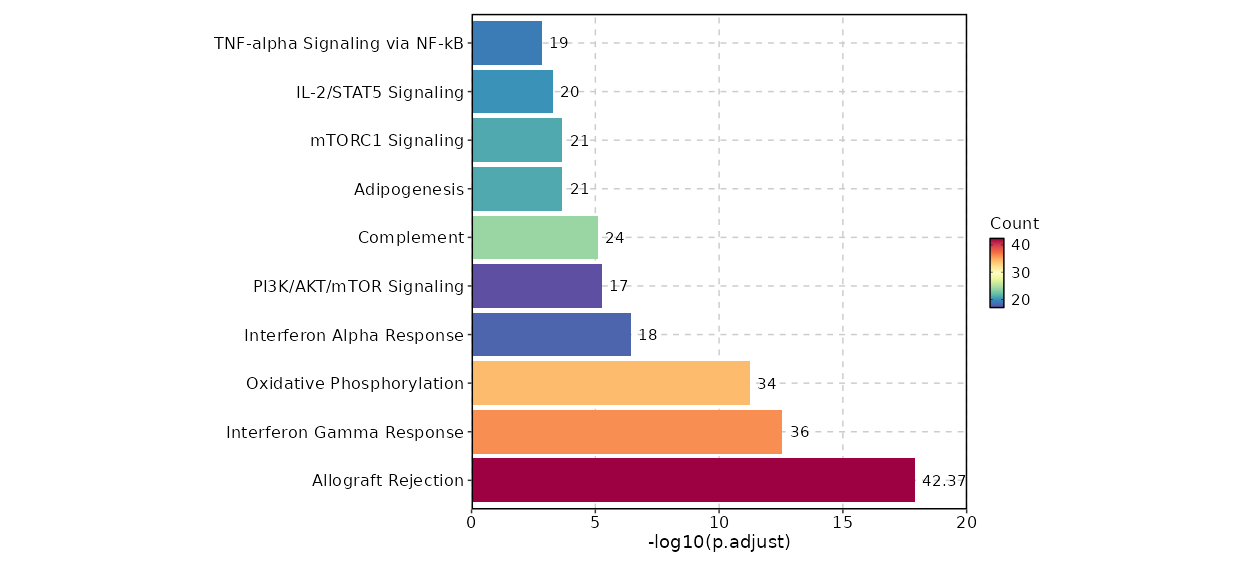 TNF-alpha Signaling via NF-kB 19
IL-2/STAT5 Signaling 20
mTORC1 Signaling 21
Adipogenesis 21
Complement 24
PI3K/AKT/mTOR Signaling 17
Interferon Alpha Response 18
Oxidative Phosphorylation 34
Interferon Gamma Response 36
Allograft Rejection 42.37
0 5 10 15 20
-log10(p.adjust)
Count
40
30
20